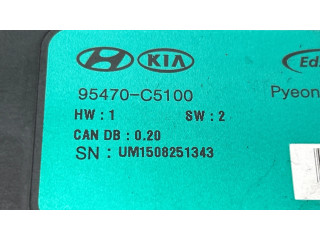 KIA
95470-C5100
Pyeon
HW : 1 SW : 2
CAN DB : 0.20
SN : UM1508251343